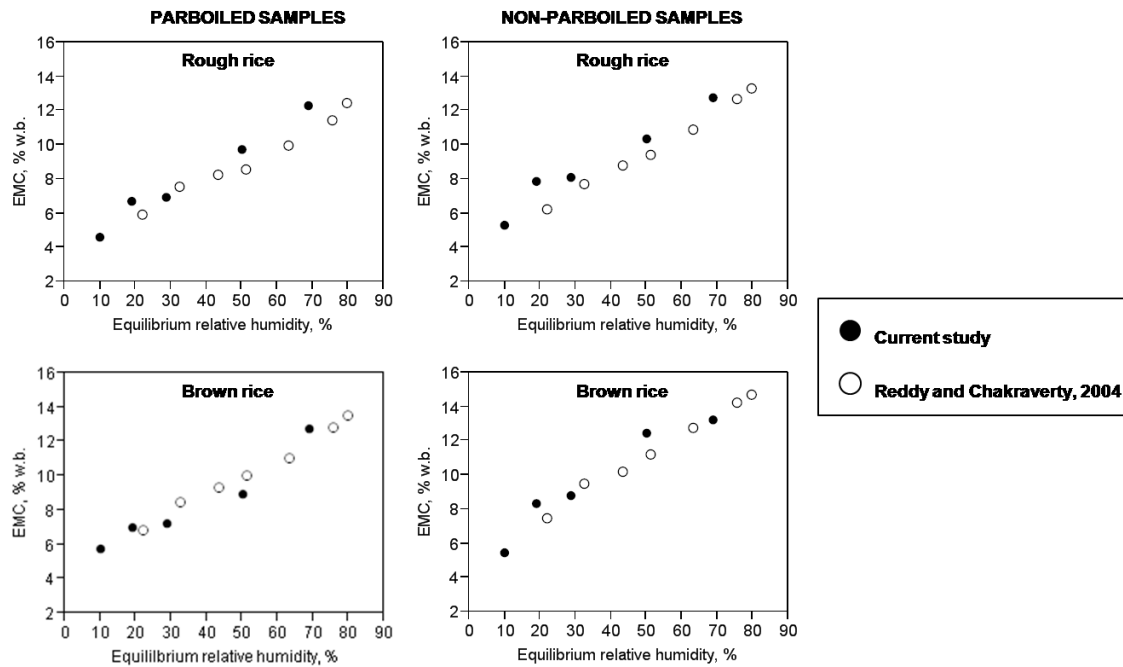 PARBOILED SAMPLES
NON-PARBOILED SAMPLES
Rough rice
16
14
12
10
8
6
4
2
EMC, % w.b.
0 10 20 30 40 50 60 70 80 90
Equilibrium relative humidity, %
Rough rice
16
14
12
10
8
6
4
2
EMC, % w.b.
0 10 20 30 40 50 60 70 80 90
Equilibrium relative humidity, %
Current study
Reddy and Chakraverty, 2004
Brown rice
16
14
12
10
8
6
4
2
EMC, % w.b.
0 10 20 30 40 50 60 70 80 90
Equililbrium relative humidity, %
Brown rice
16
14
12
10
8
6
4
2
EMC, % w.b.
0 10 20 30 40 50 60 70 80 90
Equilibrium relative humidity, %